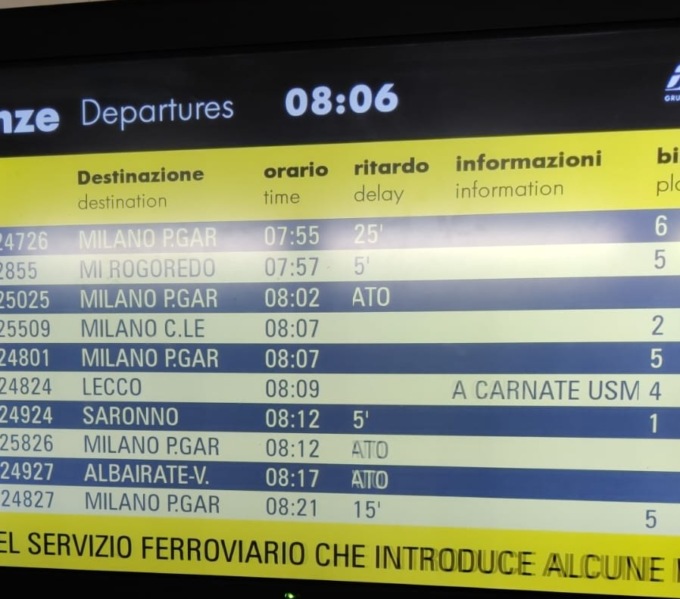 nze Departures 08:06
Destinazione orario ritardo informazioni bi
destination time delay information pla
24726 MILANO P.GAR 07:55 25' 6
2855 MI ROGOREDO 07:57 5' 5
25025 MILANO P.GAR 08:02 ATO
25509 MILANO C.LE 08:07 2
24801 MILANO P.GAR 08:07 5
24824 LECCO 08:09 A CARNATE USM 4
24924 SARONNO 08:12 5' 1
25826 MILANO P.GAR 08:12
24927 ALBAIRATE-V. 08:17
24827 MILANO P.GAR 08:21 15' 5
EL SERVIZIO FERROVIARIO CHE INTRODUCE ALCUNE